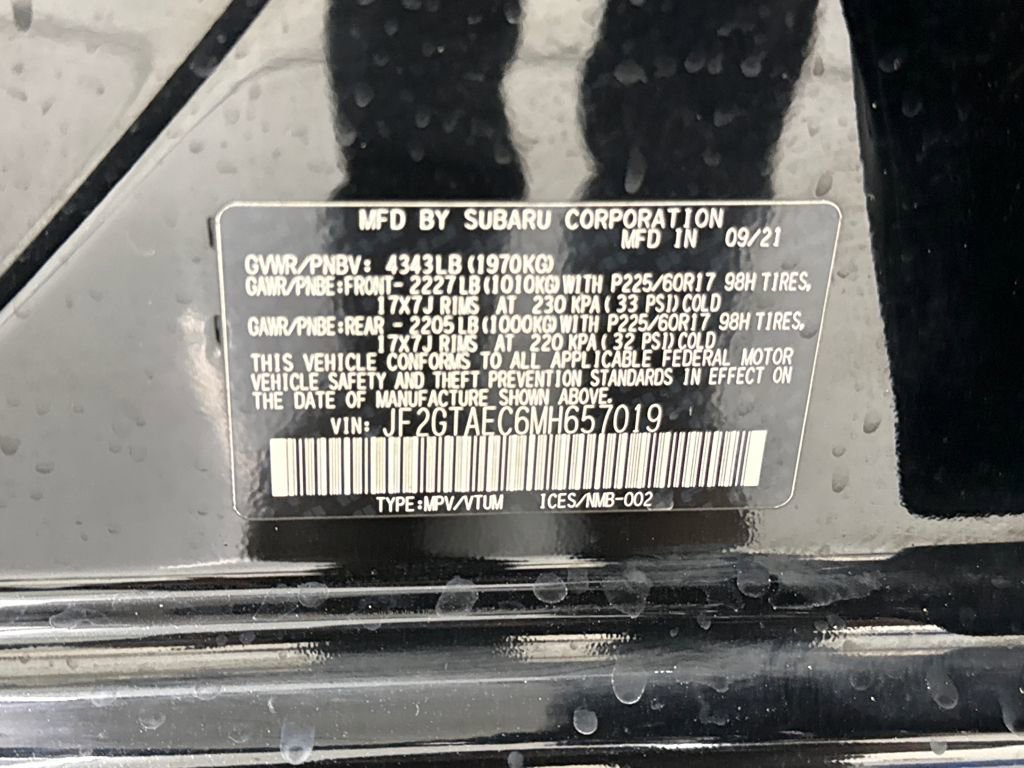 MFD BY SUBARU CORPORATION
MFD IN 09/21
GVWR/PNBV: 4343LB (1970KG)
GAWR/PNBE:FRONT- 2227LB(1010KG)WITH P225/60R17 98H TIRES,
17X7J RIMS AT 230 KPA(33 PSI)COLD
GAWR/PNBE:REAR - 2205LB(1000KG)WITH P225/60R17 98H TIRES,
17X7J RIMS AT 220 KPA(32 PSI)COLD
THIS VEHICLE CONFORMS TO ALL APPLICABLE FEDERAL MOTOR
VEHICLE SAFETY AND THEFT PREVENTION STANDARDS IN EFFECT ON
THE DATE OF MANUFACTURE SHOWN ABOVE.
VIN: JF2GTAEC6MH657019
TYPE:MPV/VTUM ICES/NMB-002